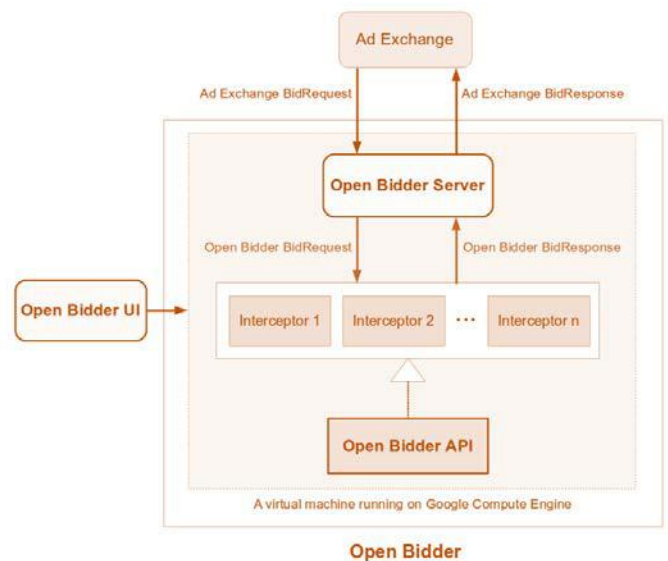 Ad Exchange
Ad Exchange BidRequest
Ad Exchange BidResponse
Open Bidder Server
Open Bidder BidRequest
Open Bidder BidResponse
Open Bidder UI
Interceptor 1
Interceptor 2
...
Interceptor n
Open Bidder API
A virtual machine running on Google Compute Engine
Open Bidder